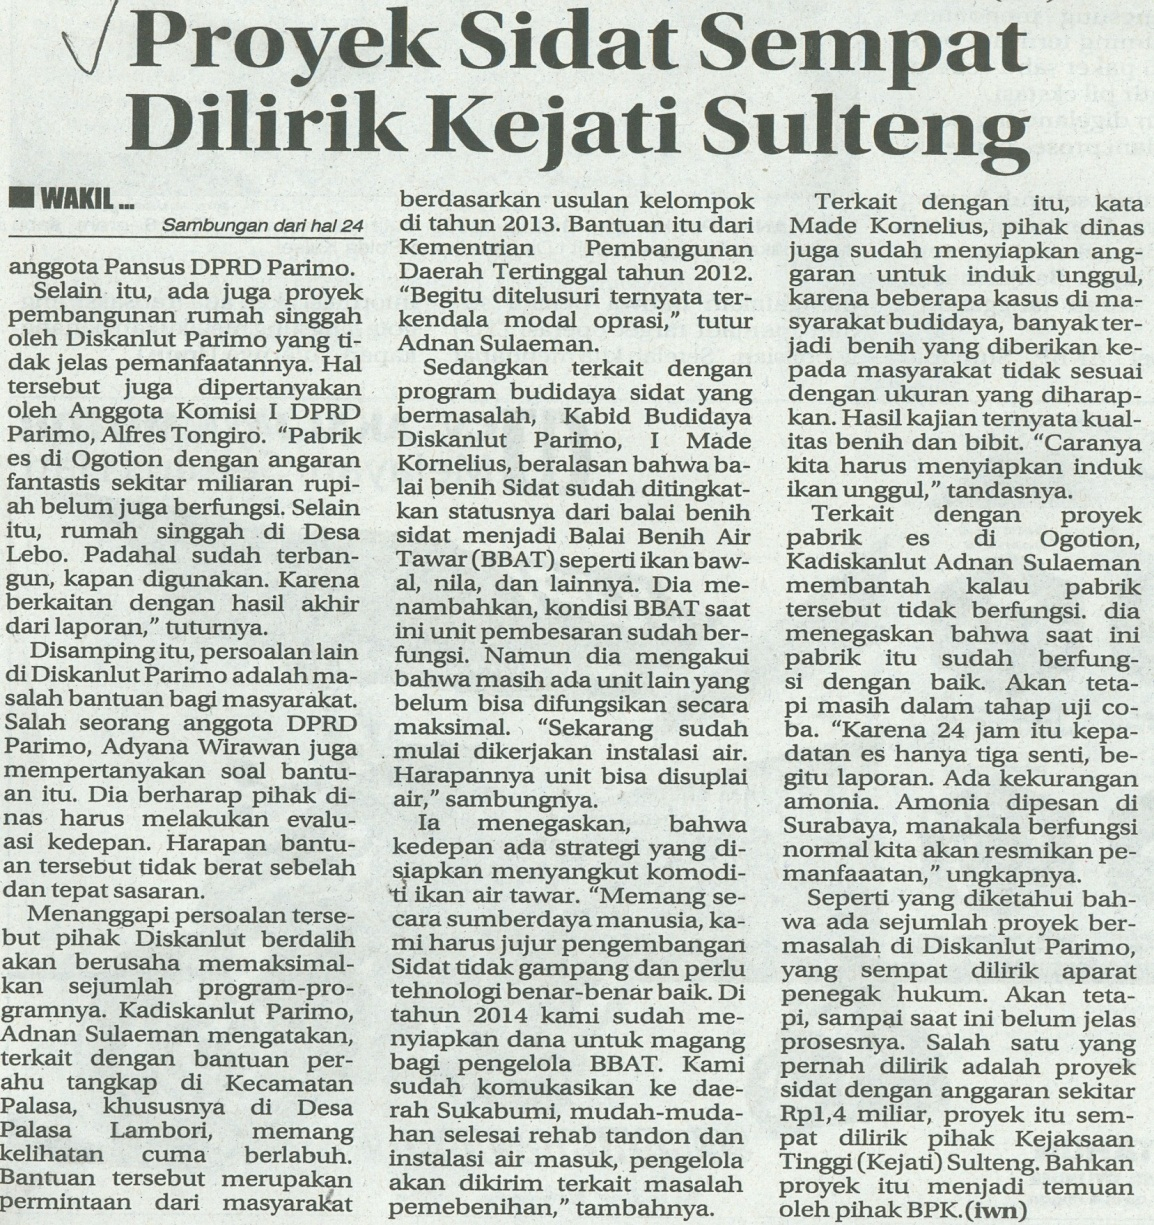 Proyek Sidat Sempat
Dilirik Kejati Sulteng
WAKIL ...
Sambungan dari hal 24
anggota Pansus DPRD Parimo.
Selain itu, ada juga proyek
pembangunan rumah singgah
oleh Diskanlut Parimo yang ti-
dak jelas pemanfaatannya. Hal
tersebut juga dipertanyakan
oleh Anggota Komisi I DPRD
Parimo, Alfres Tongiro. “Pabrik
es di Ogotion dengan angaran
fantastis sekitar miliaran rupi-
ah belum juga berfungsi. Selain
itu, rumah singgah di Desa
Lebo. Padahal sudah terban-
gun, kapan digunakan. Karena
berkaitan dengan hasil akhir
dari laporan,” tuturnya.
Disamping itu, persoalan lain
di Diskanlut Parimo adalah ma-
salah bantuan bagi masyarakat.
Salah seorang anggota DPRD
Parimo, Adyana Wirawan juga
mempertanyakan soal bantu-
an itu. Dia berharap pihak di-
nas harus melakukan evalu-
asi kedepan. Harapan bantu-
an tersebut tidak berat sebelah
dan tepat sasaran.
Menanggapi persoalan terse-
but pihak Diskanlut berdalih
akan berusaha memaksimal-
kan sejumlah program-pro-
gramnya. Kadiskanlut Parimo,
Adnan Sulaeman mengatakan,
terkait dengan bantuan per-
ahu tangkap di Kecamatan
Palasa, khususnya di Desa
Palasa Lambori, memang
kelihatan cuma berlabuh.
Bantuan tersebut merupakan
permintaan dari masyarakat
berdasarkan usulan kelompok
di tahun 2013. Bantuan itu dari
Kementrian Pembangunan
Daerah Tertinggal tahun 2012.
“Begitu ditelusuri ternyata ter-
kendala modal oprasi,” tutur
Adnan Sulaeman.
Sedangkan terkait dengan
program budidaya sidat yang
bermasalah, Kabid Budidaya
Diskanlut Parimo, I Made
Kornelius, beralasan bahwa ba-
lai benih Sidat sudah ditingkat-
kan statusnya dari balai benih
sidat menjadi Balai Benih Air
Tawar (BBAT) seperti ikan baw-
al, nila, dan lainnya. Dia me-
nambahkan, kondisi BBAT saat
ini unit pembesaran sudah ber-
fungsi. Namun dia mengakui
bahwa masih ada unit lain yang
belum bisa difungsikan secara
maksimal. “Sekarang sudah
mulai dikerjakan instalasi air.
Harapannya unit bisa disuplai
air,” sambungnya.
Ia menegaskan, bahwa
kedepan ada strategi yang di-
siapkan menyangkut komodi-
ti ikan air tawar. “Memang se-
cara sumberdaya manusia, ka-
mi harus jujur pengembangan
Sidat tidak gampang dan perlu
tehnologi benar-benar baik. Di
tahun 2014 kami sudah me-
nyiapkan dana untuk magang
bagi pengelola BBAT. Kami
sudah komukasikan ke dae-
rah Sukabumi, mudah-muda-
han selesai rehab tandon dan
instalasi air masuk, pengelola
akan dikirim terkait masalah
pemebenihan,” tambahnya.
Terkait dengan itu, kata
Made Kornelius, pihak dinas
juga sudah menyiapkan ang-
garan untuk induk unggul,
karena beberapa kasus di ma-
syarakat budidaya, banyak ter-
jadi benih yang diberikan ke-
pada masyarakat tidak sesuai
dengan ukuran yang diharap-
kan. Hasil kajian ternyata kual-
itas benih dan bibit. “Caranya
kita harus menyiapkan induk
ikan unggul,” tandasnya.
Terkait dengan proyek
pabrik es di Ogotion,
Kadiskanlut Adnan Sulaeman
membantah kalau pabrik
tersebut tidak berfungsi. dia
menegaskan bahwa saat ini
pabrik itu sudah berfung-
si dengan baik. Akan teta-
pi masih dalam tahap uji co-
ba. “Karena 24 jam itu kepa-
datan es hanya tiga senti, be-
gitu laporan. Ada kekurangan
amonia. Amonia dipesan di
Surabaya, manakala berfungsi
normal kita akan resmikan pe-
manfaaatan,” ungkapnya.
Seperti yang diketahui bah-
wa ada sejumlah proyek ber-
masalah di Diskanlut Parimo,
yang sempat dilirik aparat
penegak hukum. Akan teta-
pi, sampai saat ini belum jelas
prosesnya. Salah satu yang
pernah dilirik adalah proyek
sidat dengan anggaran sekitar
Rp1,4 miliar, proyek itu sem-
pat dilirik pihak Kejaksaan
Tinggi (Kejati) Sulteng. Bahkan
proyek itu menjadi temuan
oleh pihak BPK.(iwn)